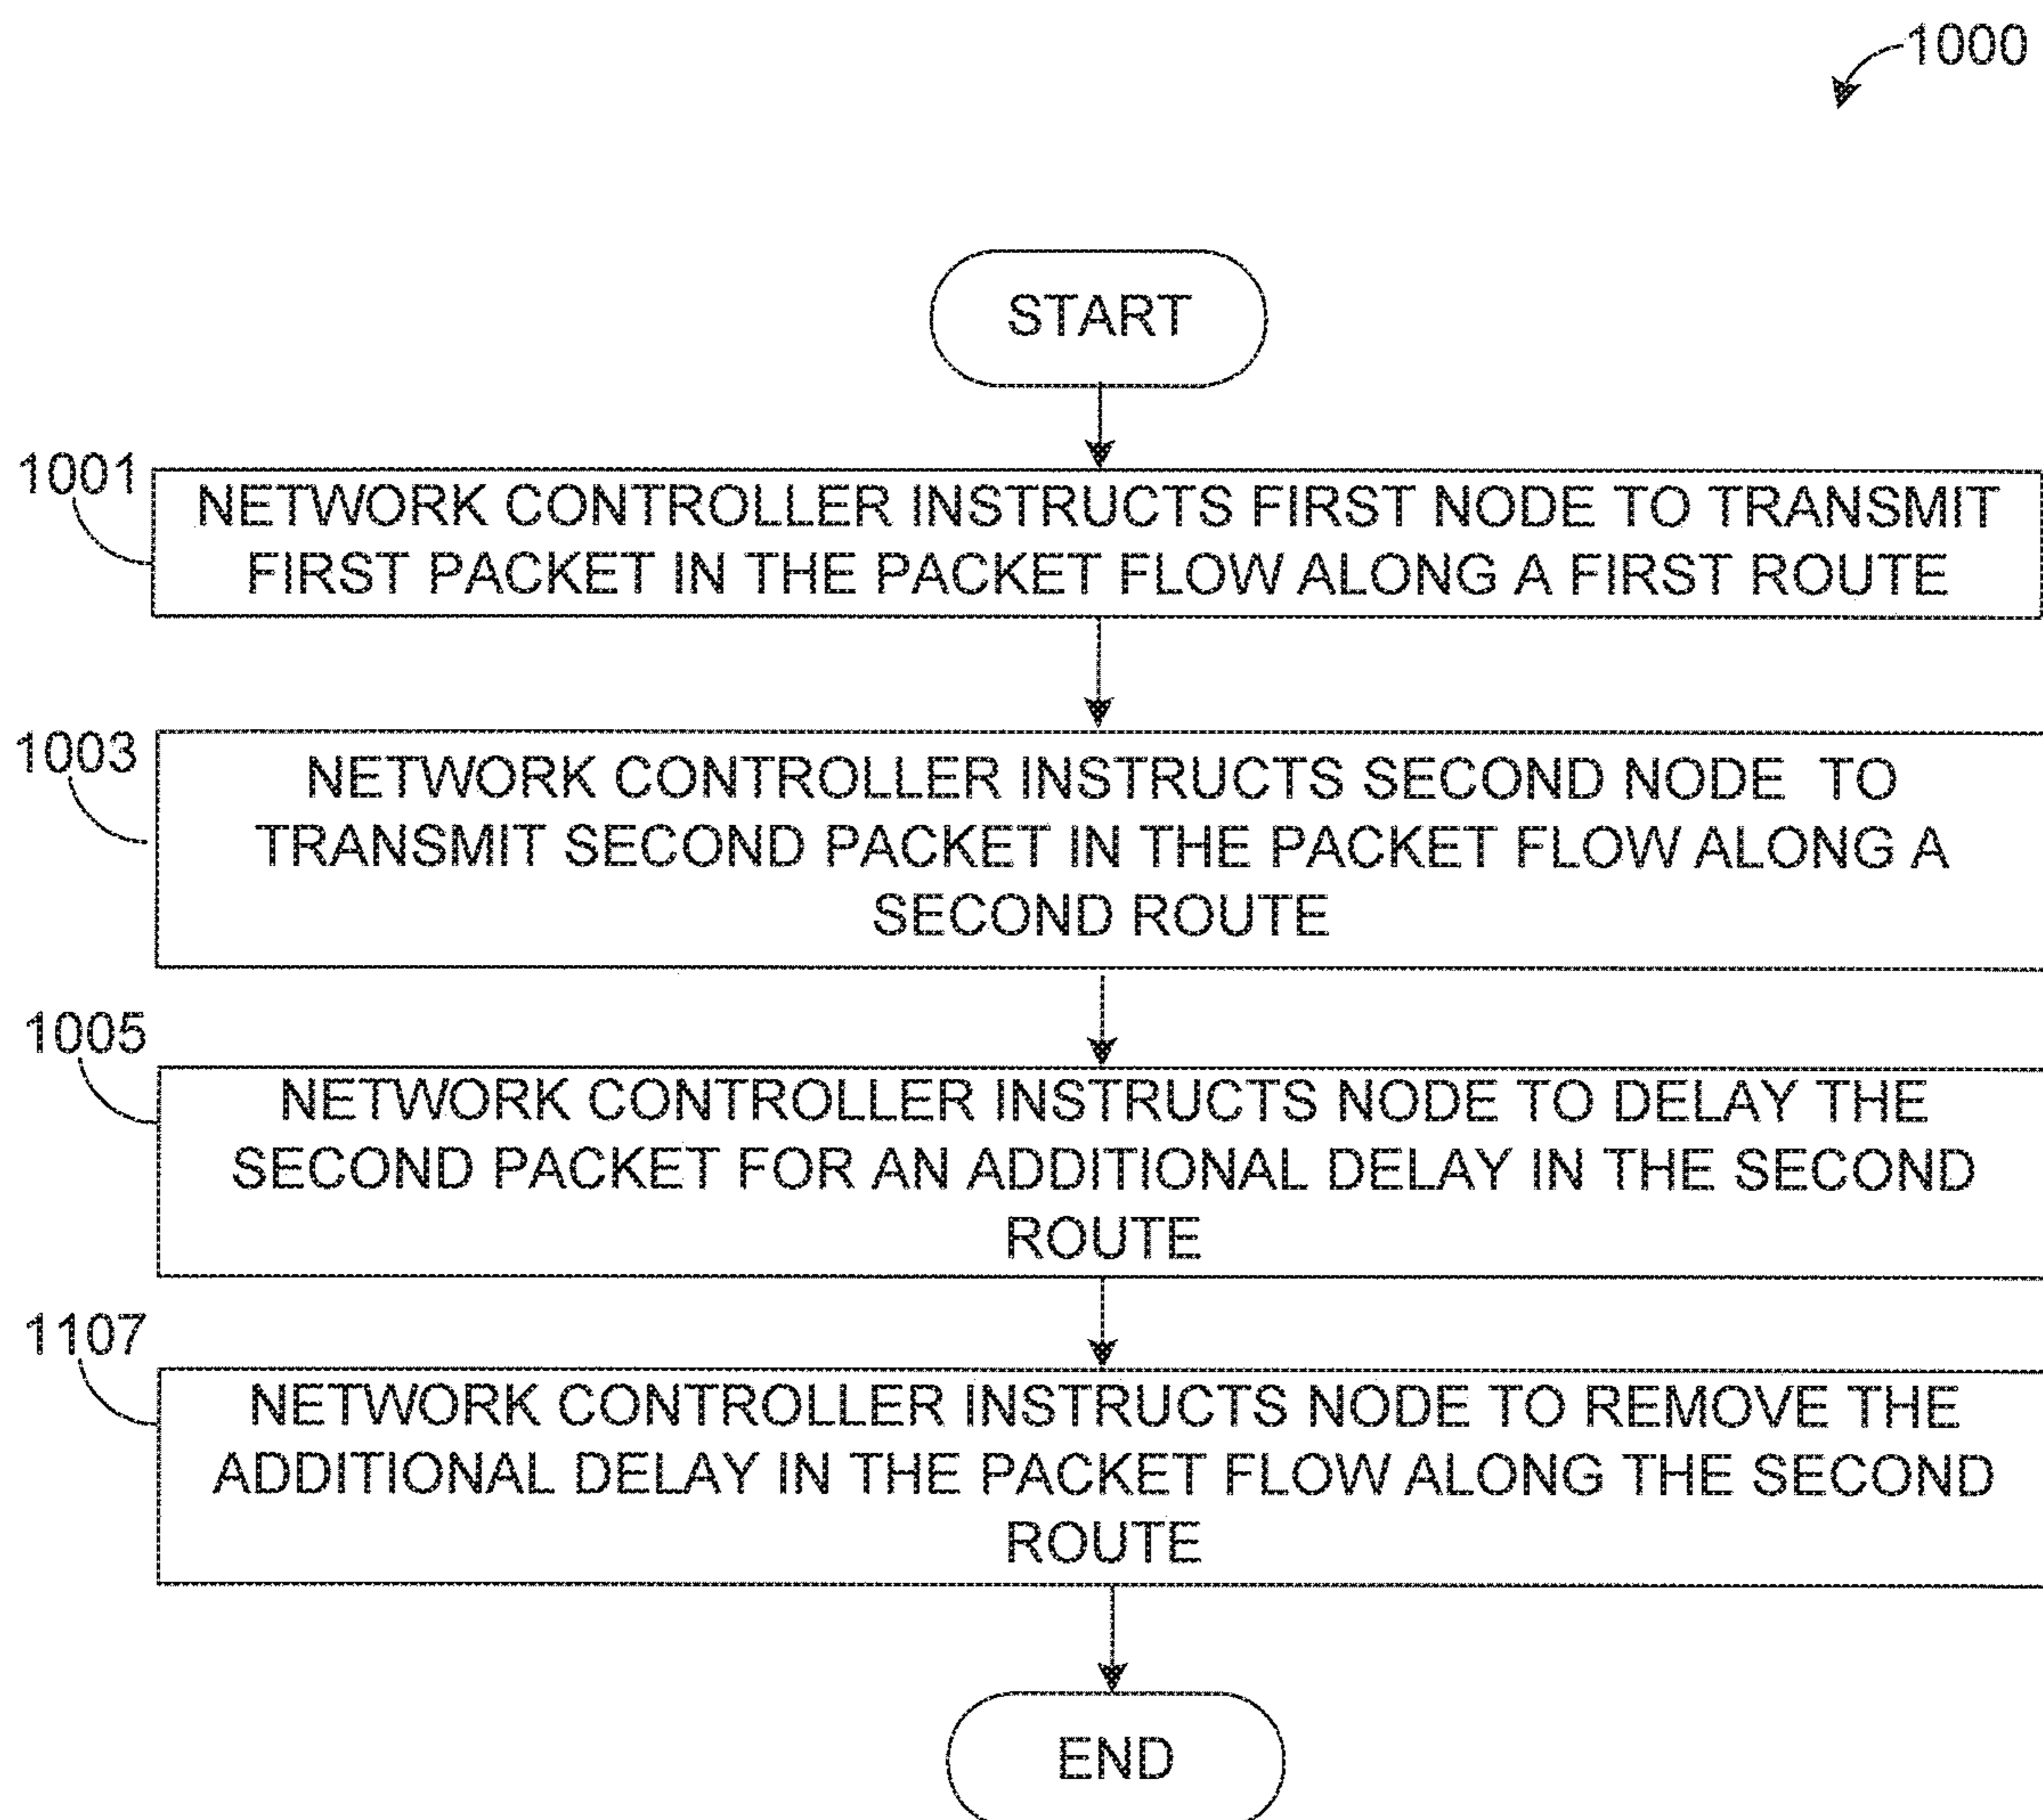 1000
START
1001
NETWORK CONTROLLER INSTRUCTS FIRST NODE TO TRANSMIT
FIRST PACKET IN THE PACKET FLOW ALONG A FIRST ROUTE
1003
NETWORK CONTROLLER INSTRUCTS SECOND NODE TO
TRANSMIT SECOND PACKET IN THE PACKET FLOW ALONG A
SECOND ROUTE
1005
NETWORK CONTROLLER INSTRUCTS NODE TO DELAY THE
SECOND PACKET FOR AN ADDITIONAL DELAY IN THE SECOND
ROUTE
1107
NETWORK CONTROLLER INSTRUCTS NODE TO REMOVE THE
ADDITIONAL DELAY IN THE PACKET FLOW ALONG THE SECOND
ROUTE
END